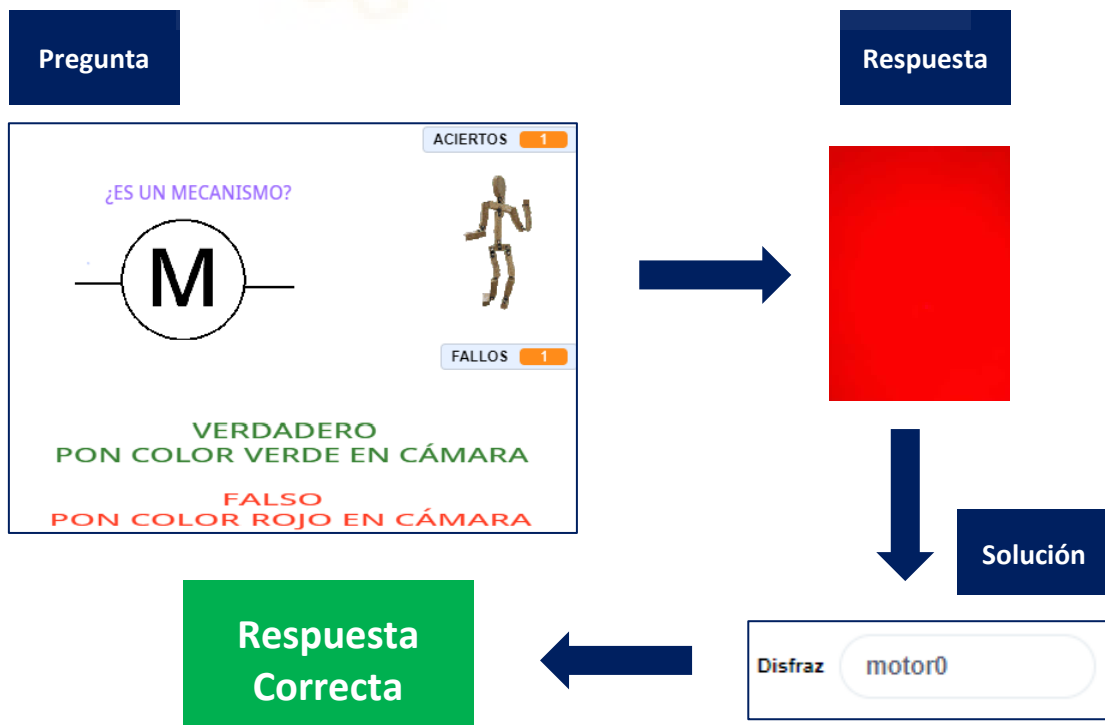 Pregunta
Respuesta
ACIERTOS 1
¿ES UN MECANISMO?
M
FALLOS 1
VERDADERO
PON COLOR VERDE EN CÁMARA
FALSO
PON COLOR ROJO EN CÁMARA
Solución
Disfraz motor0
Respuesta
Correcta